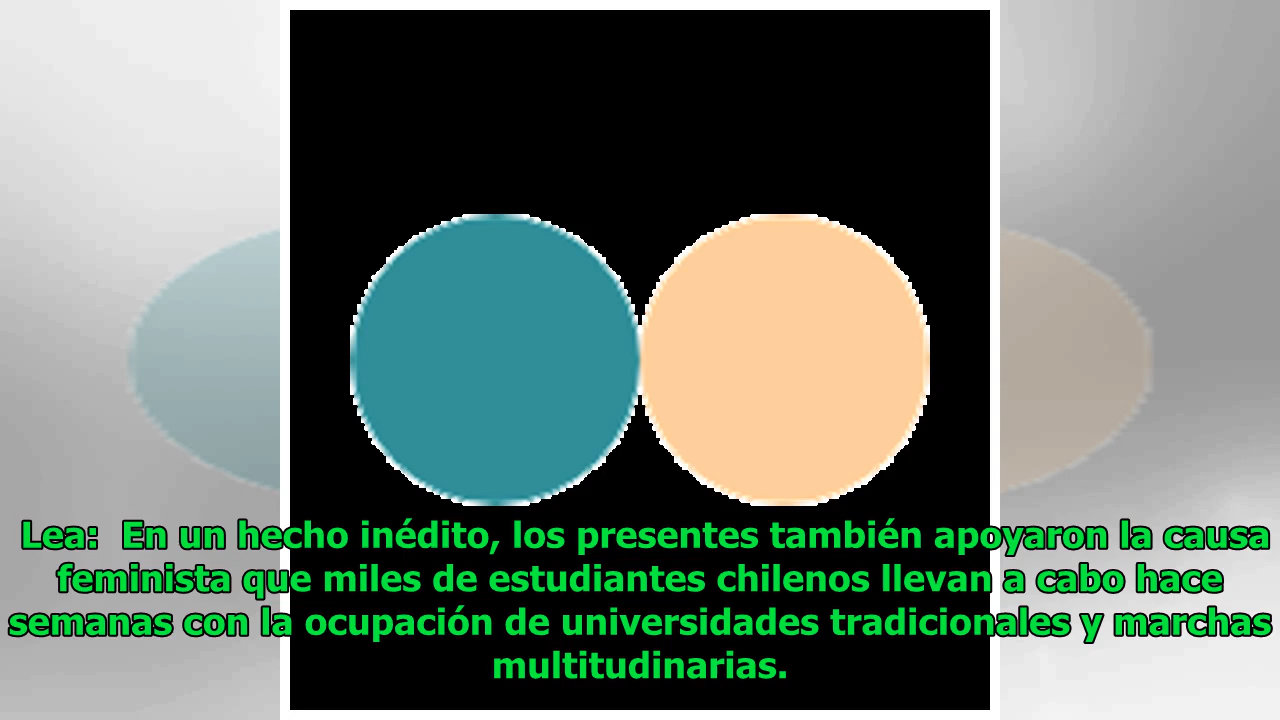 Lea:  En un hecho inédito, los presentes también apoyaron la causa
feminista que miles de estudiantes chilenos llevan a cabo hace
semanas con la ocupación de universidades tradicionales y marchas
multitudinarias.